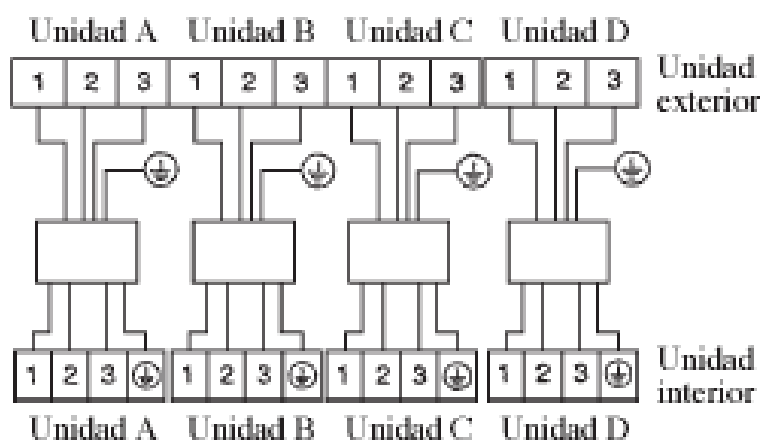 Unidad A Unidad B Unidad C Unidad D
1 2 3 1 2 3 1 2 3 1 2 3
Unidad
exterior
1 2 3 1 2 3 1 2 3 1 2 3
Unidad
interior
Unidad A Unidad B Unidad C Unidad D